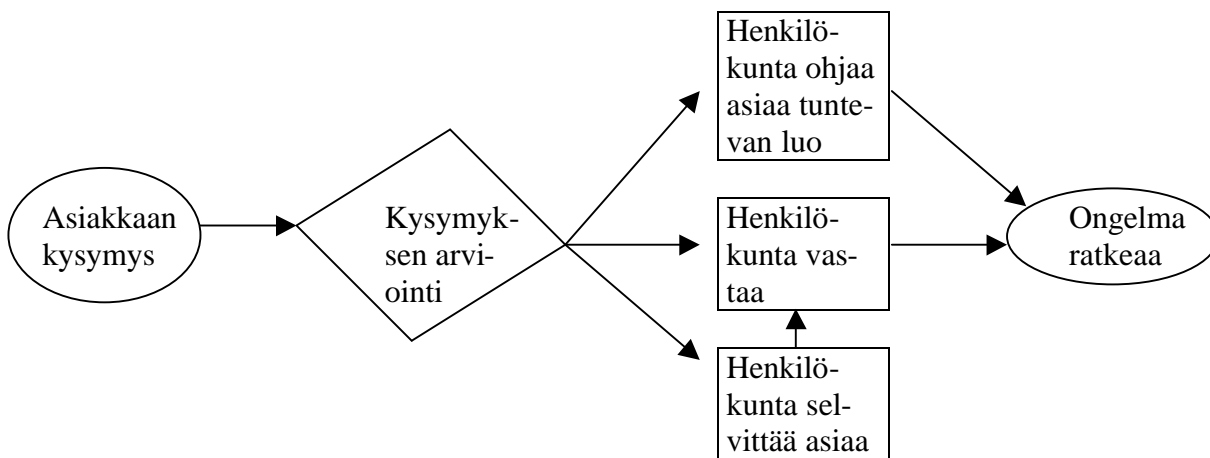 Asiakkaan
kysymys
Kysymyk-
sen arvi-
ointi
Henkilö-
kunta ohjaa
asiaa tunte-
van luo
Henkilö-
kunta vas-
taa
Henkilö-
kunta sel-
vittää asiaa
Ongelma
ratkeaa